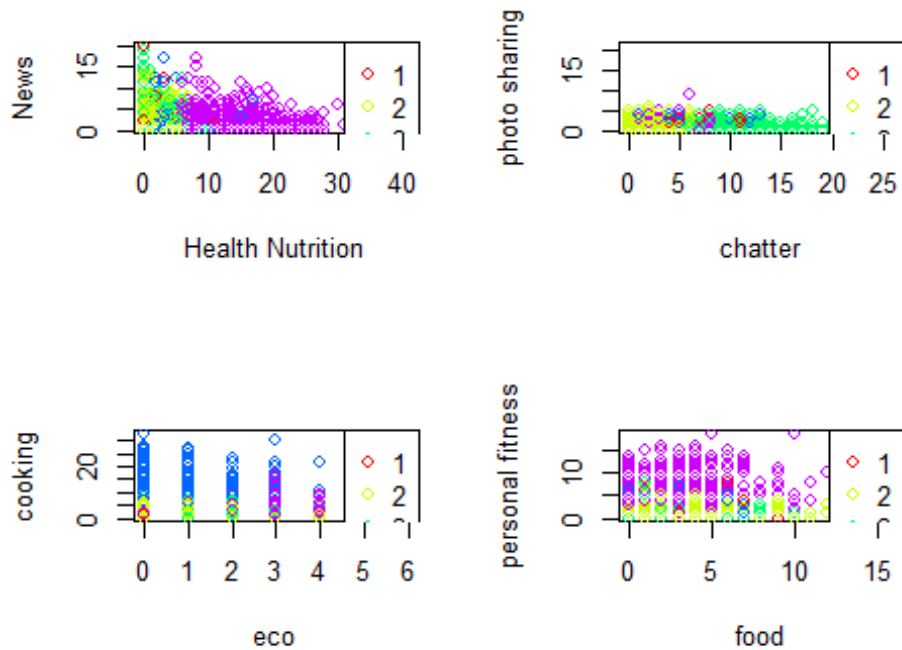 News
15
0
1
2
0 10 20 30 40
Health Nutrition
photo sharing
15
0
1
2
0 5 10 15 20 25
chatter
cooking
20
0
1
2
0 1 2 3 4 5 6
eco
personal fitness
10
0
1
2
0 5 10 15
food